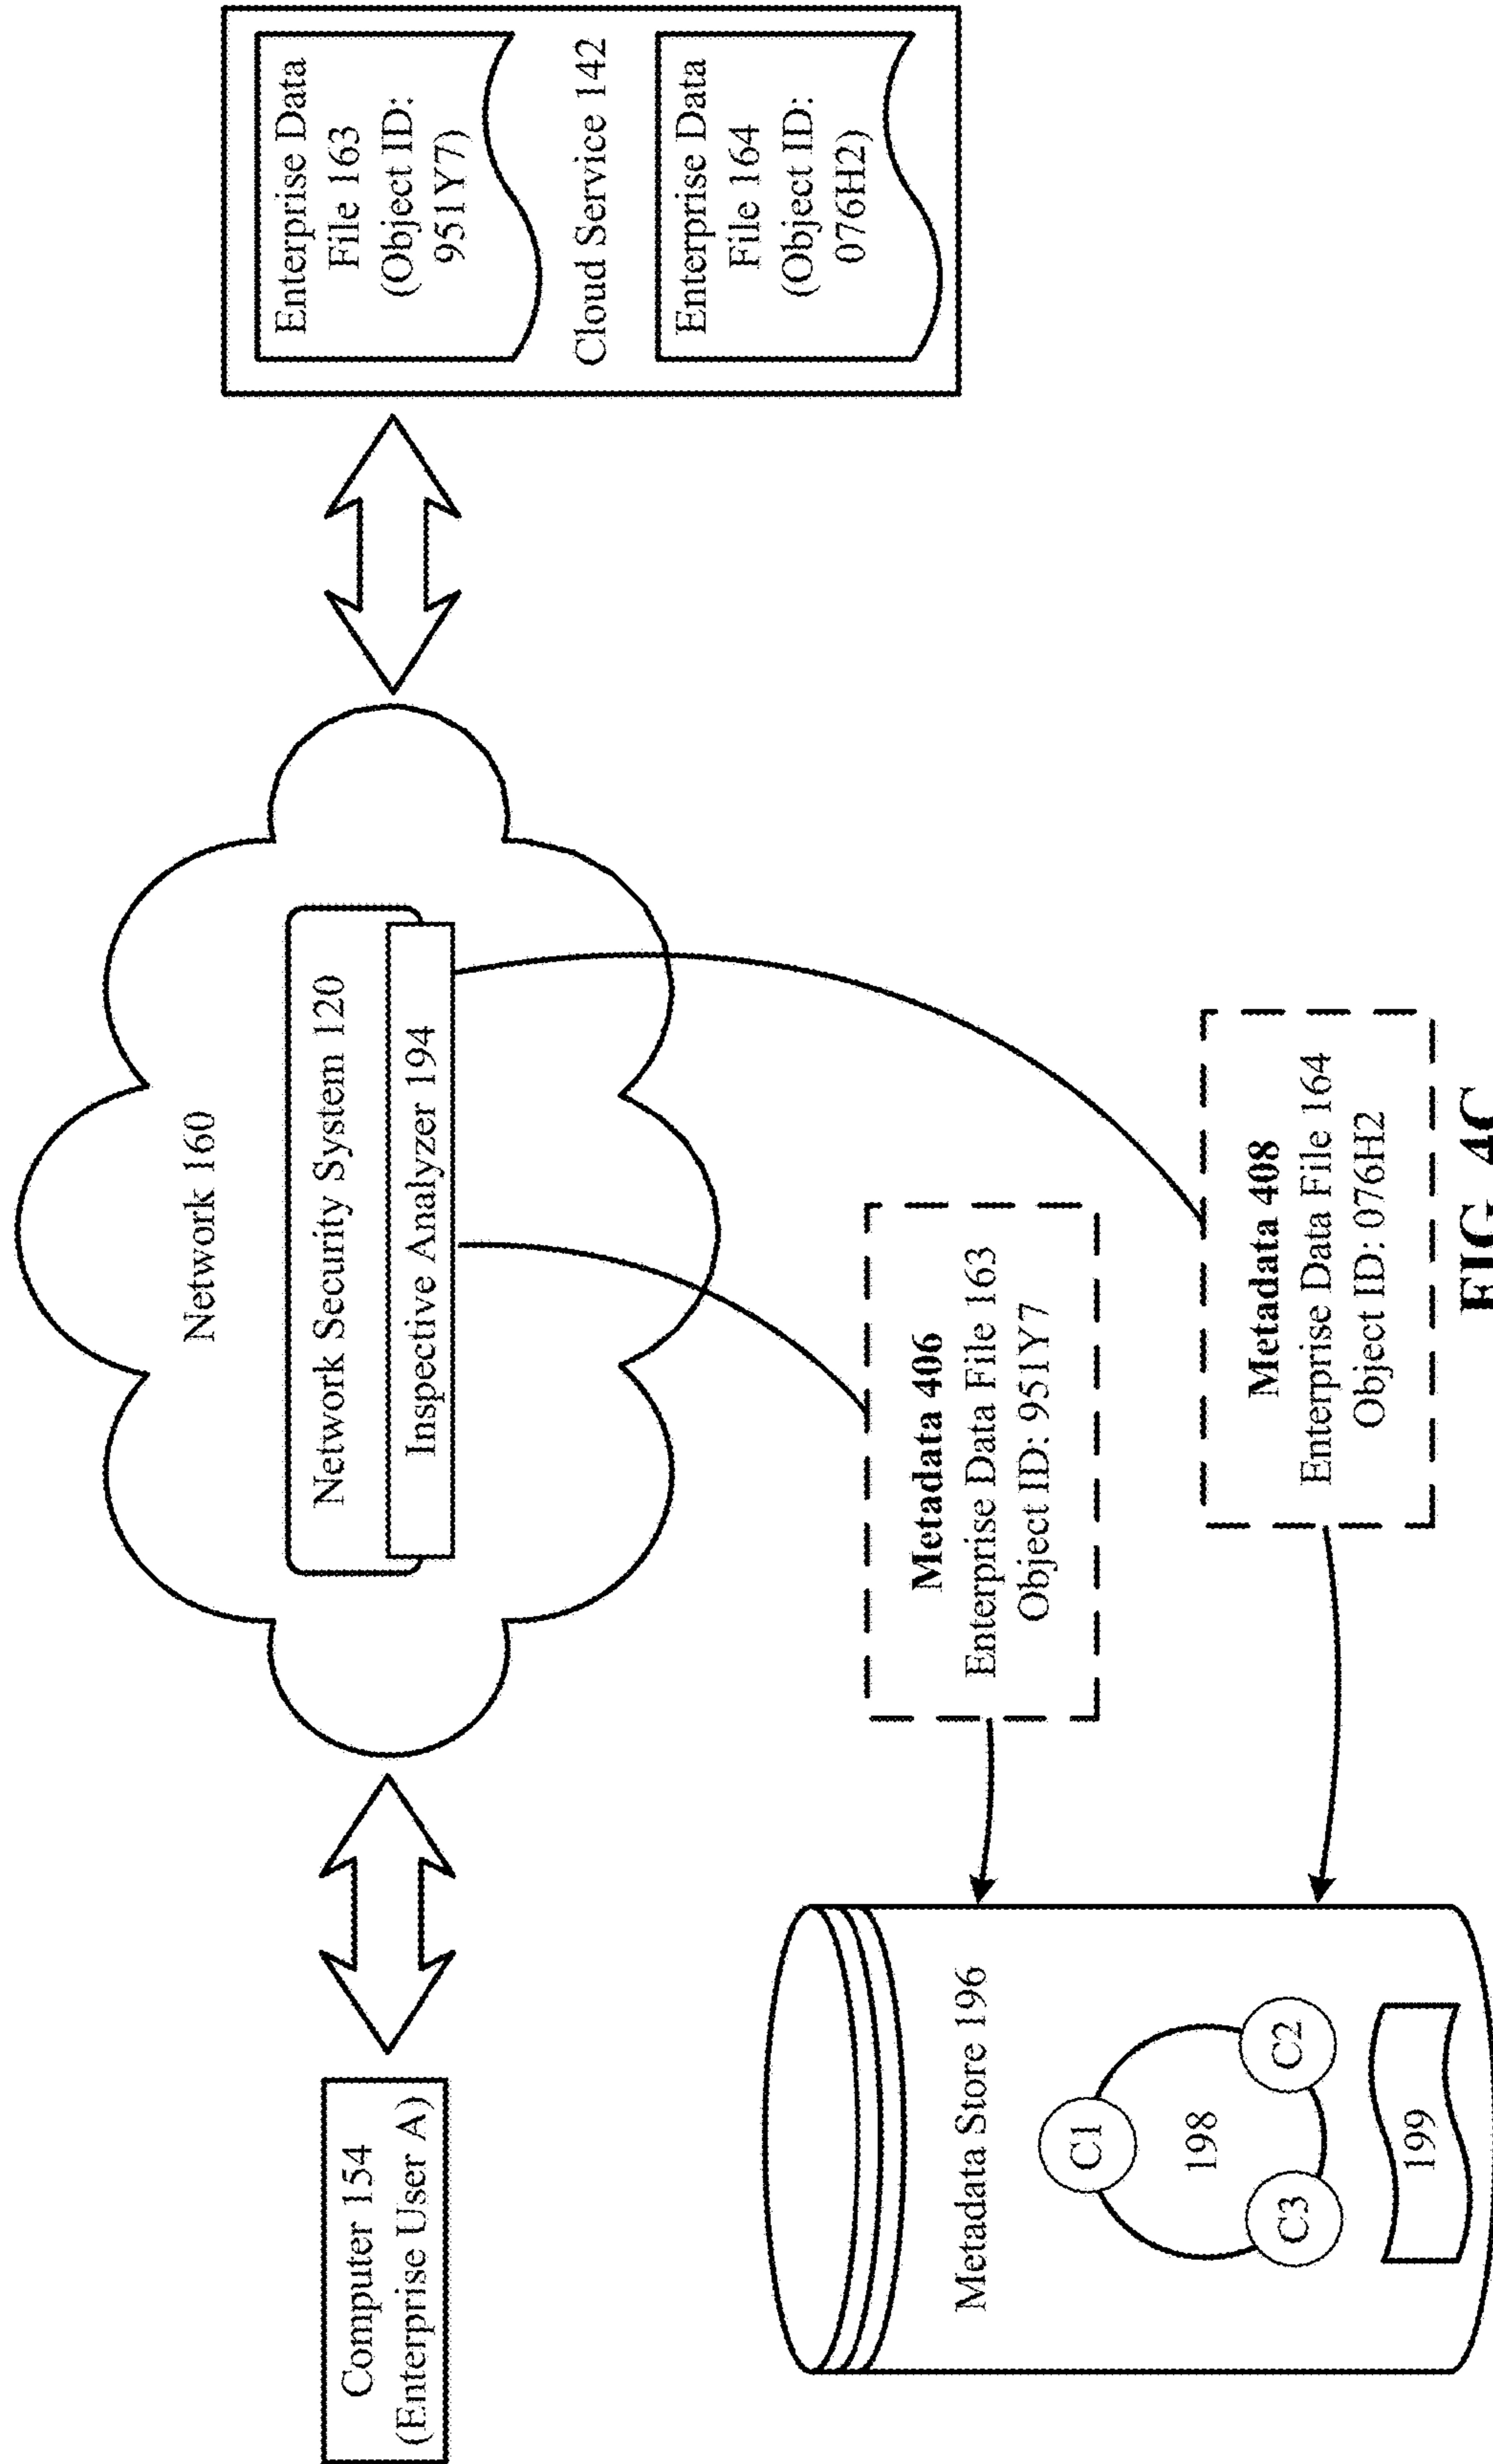 Computer 154
(Enterprise User A)
Network 160
Network Security System 120
Inspective Analyzer 194
Enterprise Data
File 163
(Object ID:
951Y7)
Cloud Service 142
Enterprise Data
File 164
(Object ID:
076H2)
Metadata Store 196
C1
198
C3
C2
199
Metadata 406
Enterprise Data File 163
Object ID: 951Y7
Metadata 408
Enterprise Data File 164
Object ID: 076H2
FIG. 4C